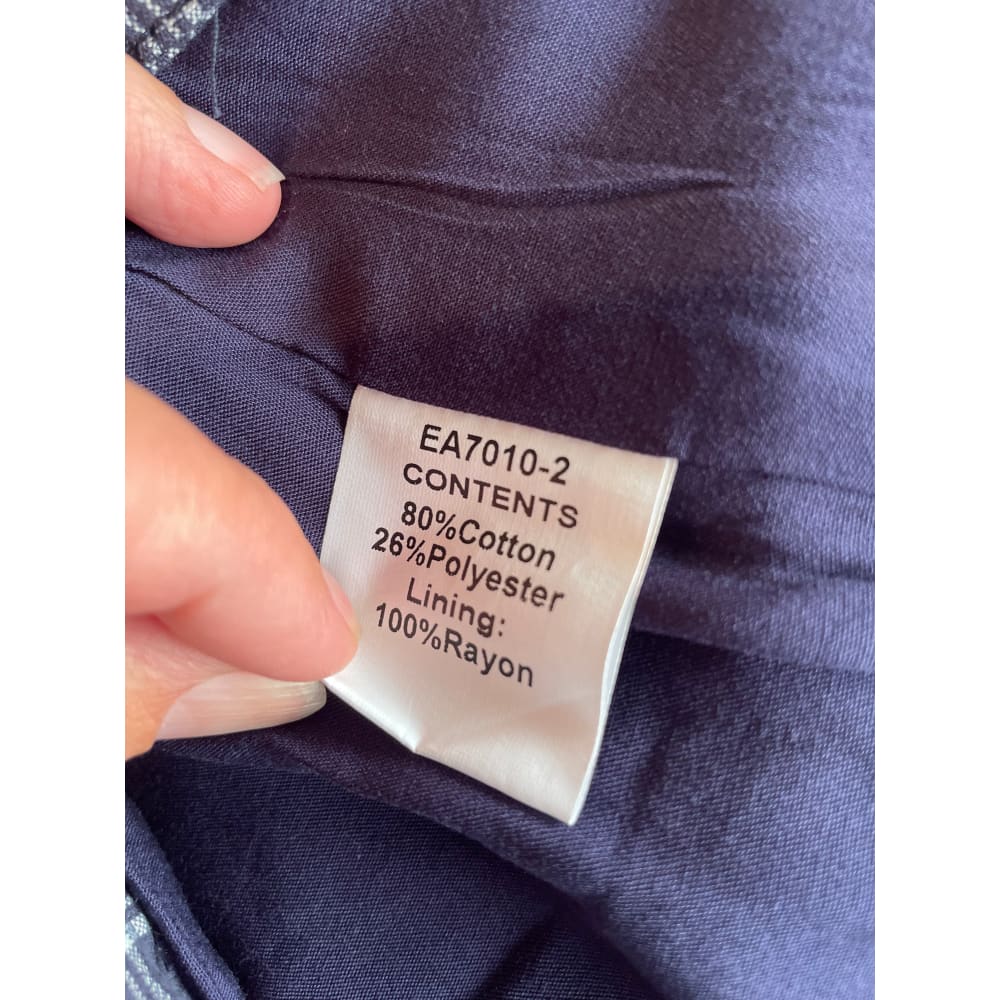 EA7010-2
CONTENTS
80%Cotton
26%Polyester
Lining:
100%Rayon